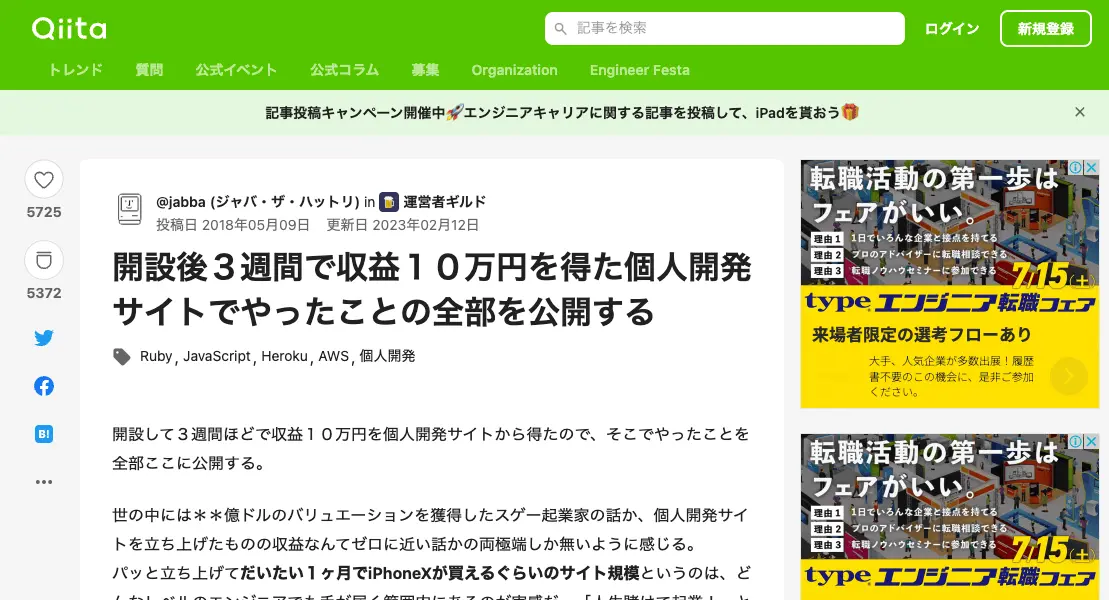 Qiita
記事を検索
ログイン
新規登録
トレンド 質問 公式イベント 公式コラム 募集 Organization Engineer Festa
記事投稿キャンペーン開催中🚀エンジニアキャリアに関する記事を投稿して、iPadを貰おう🎁
5725
5372
B!
@jabba (ジャバ・ザ・ハットリ) in 運営者ギルド
投稿日 2018年05月09日 更新日 2023年02月12日
開設後３週間で収益１０万円を得た個人開発
サイトでやったことの全部を公開する
Ruby, JavaScript, Heroku, AWS, 個人開発
開設して３週間ほどで収益１０万円を個人開発サイトから得たので、そこでやったことを
全部ここに公開する。
世の中には＊＊億ドルのバリュエーションを獲得したスゲー起業家の話か、個人開発サイ
トを立ち上げたものの収益なんてゼロに近い話かの両極端しか無いように感じる。
パッと立ち上げてだいたい１ヶ月でiPhoneXが買えるぐらいのサイト規模というのは、ど
転職活動の第一歩は
フェアがいい。
理由1 1日でいろんな企業と接点を持てる
理由2 プロのアドバイザーに転職相談できる
理由3 転職ノウハウセミナーに参加できる
7/15(土)
type エンジニア転職フェア
来場者限定の選考フローあり
大手、人気企業が多数出展！履歴
書不要のこの機会に、是非ご参加
ください。
転職活動の第一歩は
フェアがいい。
理由1 1日でいろんな企業と接点を持てる
理由2 プロのアドバイザーに転職相談できる
理由3 転職ノウハウセミナーに参加できる
7/15(土)
type エンジニア転職フェア